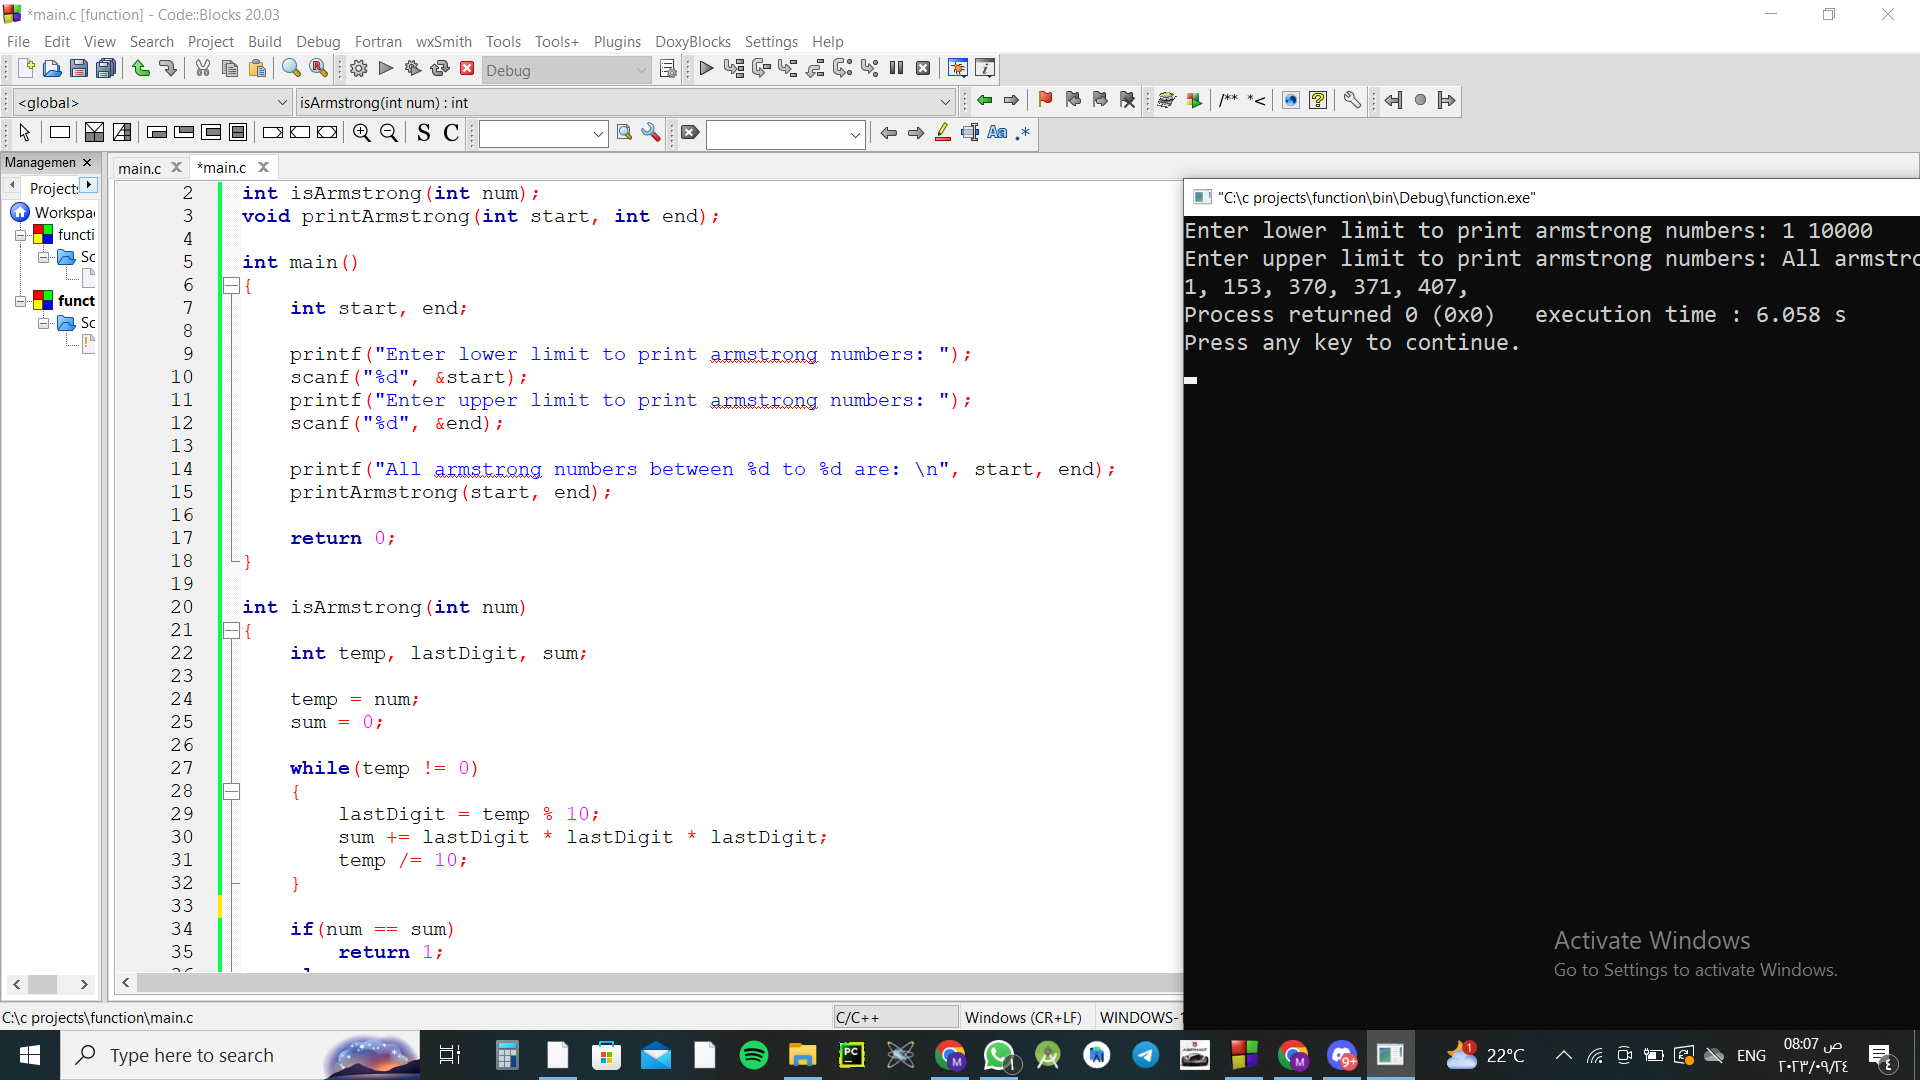 *main.c [function] - Code::Blocks 20.03
File Edit View Search Project Build Debug Fortran wxSmith Tools Tools+ Plugins DoxyBlocks Settings Help
Debug
<global> isArmstrong(int num) : int
/** *<
S C
Aa .*
Managemen
main.c *main.c
Projects
Workspa
functi
Sc
funct
Sc
2 int isArmstrong(int num);
3 void printArmstrong(int start, int end);
4
5 int main()
6 {
7 int start, end;
8
9 printf("Enter lower limit to print armstrong numbers: ");
10 scanf("%d", &start);
11 printf("Enter upper limit to print armstrong numbers: ");
12 scanf("%d", &end);
13
14 printf("All armstrong numbers between %d to %d are: \n", start, end);
15 printArmstrong(start, end);
16
17 return 0;
18 }
19
20 int isArmstrong(int num)
21 {
22 int temp, lastDigit, sum;
23
24 temp = num;
25 sum = 0;
26
27 while(temp != 0)
28 {
29 lastDigit = temp % 10;
30 sum += lastDigit * lastDigit * lastDigit;
31 temp /= 10;
32 }
33
34 if(num == sum)
35 return 1;
"C:\c projects\function\bin\Debug\function.exe"
Enter lower limit to print armstrong numbers: 1 10000
Enter upper limit to print armstrong numbers: All armstro
1, 153, 370, 371, 407,
Process returned 0 (0x0) execution time : 6.058 s
Press any key to continue.
Activate Windows
Go to Settings to activate Windows.
C:\c projects\function\main.c C/C++ Windows (CR+LF) WINDOWS-1
Type here to search
22°C ENG
08:07 ص
٢٠٢٣/٠٩/٢٤